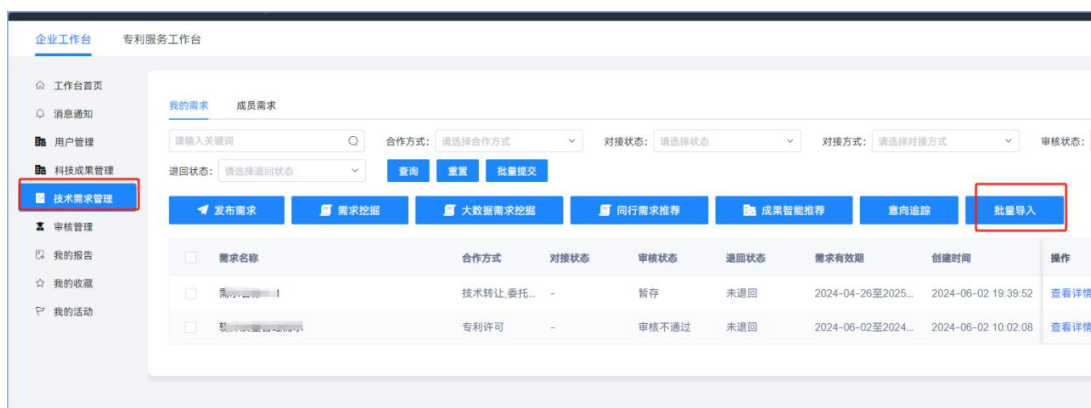 企业工作台 专利服务工作台
工作台首页
消息通知
用户管理
科技成果管理
技术需求管理
审核管理
我的报告
我的收藏
我的活动
我的需求 成员需求
请输入关键词 合作方式: 请选择合作方式 对接状态: 请选择状态 对接方式: 请选择对接方式 审核状态:
退回状态: 请选择退回状态 查询 重置 批量提交
发布需求 需求挖掘 大数据需求挖掘 同行需求推荐 成果智能推荐 意向追踪 批量导入
需求名称 合作方式 对接状态 审核状态 退回状态 需求有效期 创建时间 操作
技术转让,委托... - 暂存 未退回 2024-04-26至2025... 2024-06-02 19:39:52 查看详情
专利许可 - 审核不通过 未退回 2024-06-02至2024... 2024-06-02 10:02:08 查看详情